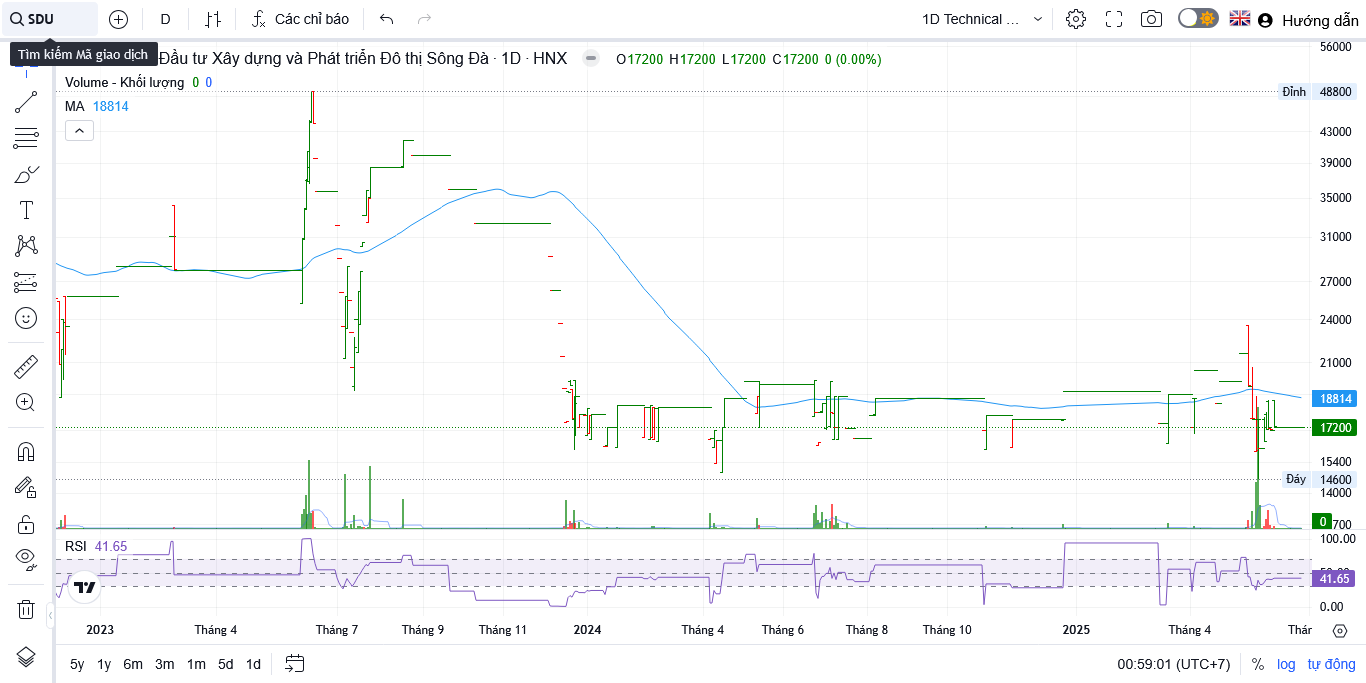 SDU
D
Các chỉ báo
1D Technical ...
Hướng dẫn
Tìm kiếm Mã giao dịch
Đầu tư Xây dựng và Phát triển Đô thị Sông Đà · 1D · HNX
O17200 H17200 L17200 C17200 0 (0.00%)
Volume - Khối lượng 0 0
MA 18814
56000
Đỉnh 48800
43000
39000
35000
31000
27000
24000
21000
18814
17200
15400
Đáy 14600
14000
0
700
RSI 41.65
100.00
41.65
0.00
2023 Tháng 4 Tháng 7 Tháng 9 Tháng 11 2024 Tháng 4 Tháng 6 Tháng 8 Tháng 10 2025 Tháng 4 Thár
5y 1y 6m 3m 1m 5d 1d
00:59:01 (UTC+7) % log tự động